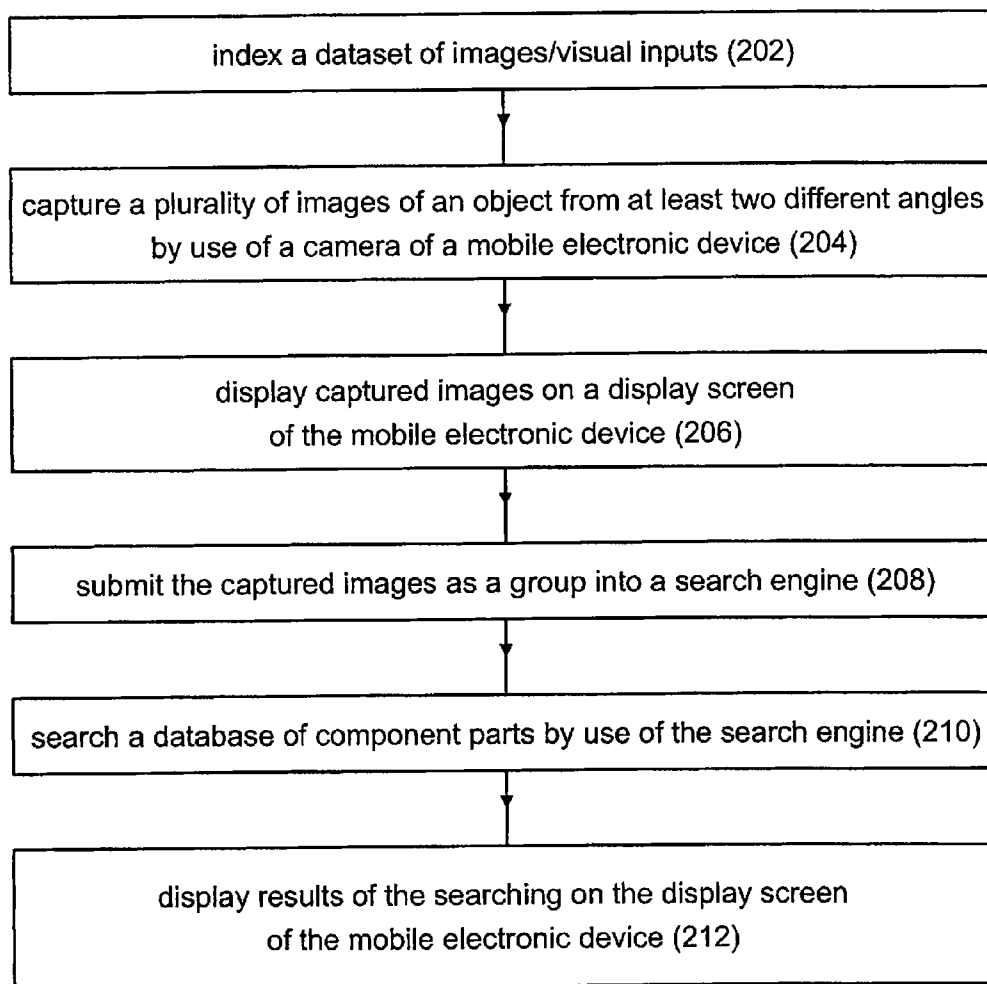 index a dataset of images/visual inputs (202)
capture a plurality of images of an object from at least two different angles
by use of a camera of a mobile electronic device (204)
display captured images on a display screen
of the mobile electronic device (206)
submit the captured images as a group into a search engine (208)
search a database of component parts by use of the search engine (210)
display results of the searching on the display screen
of the mobile electronic device (212)